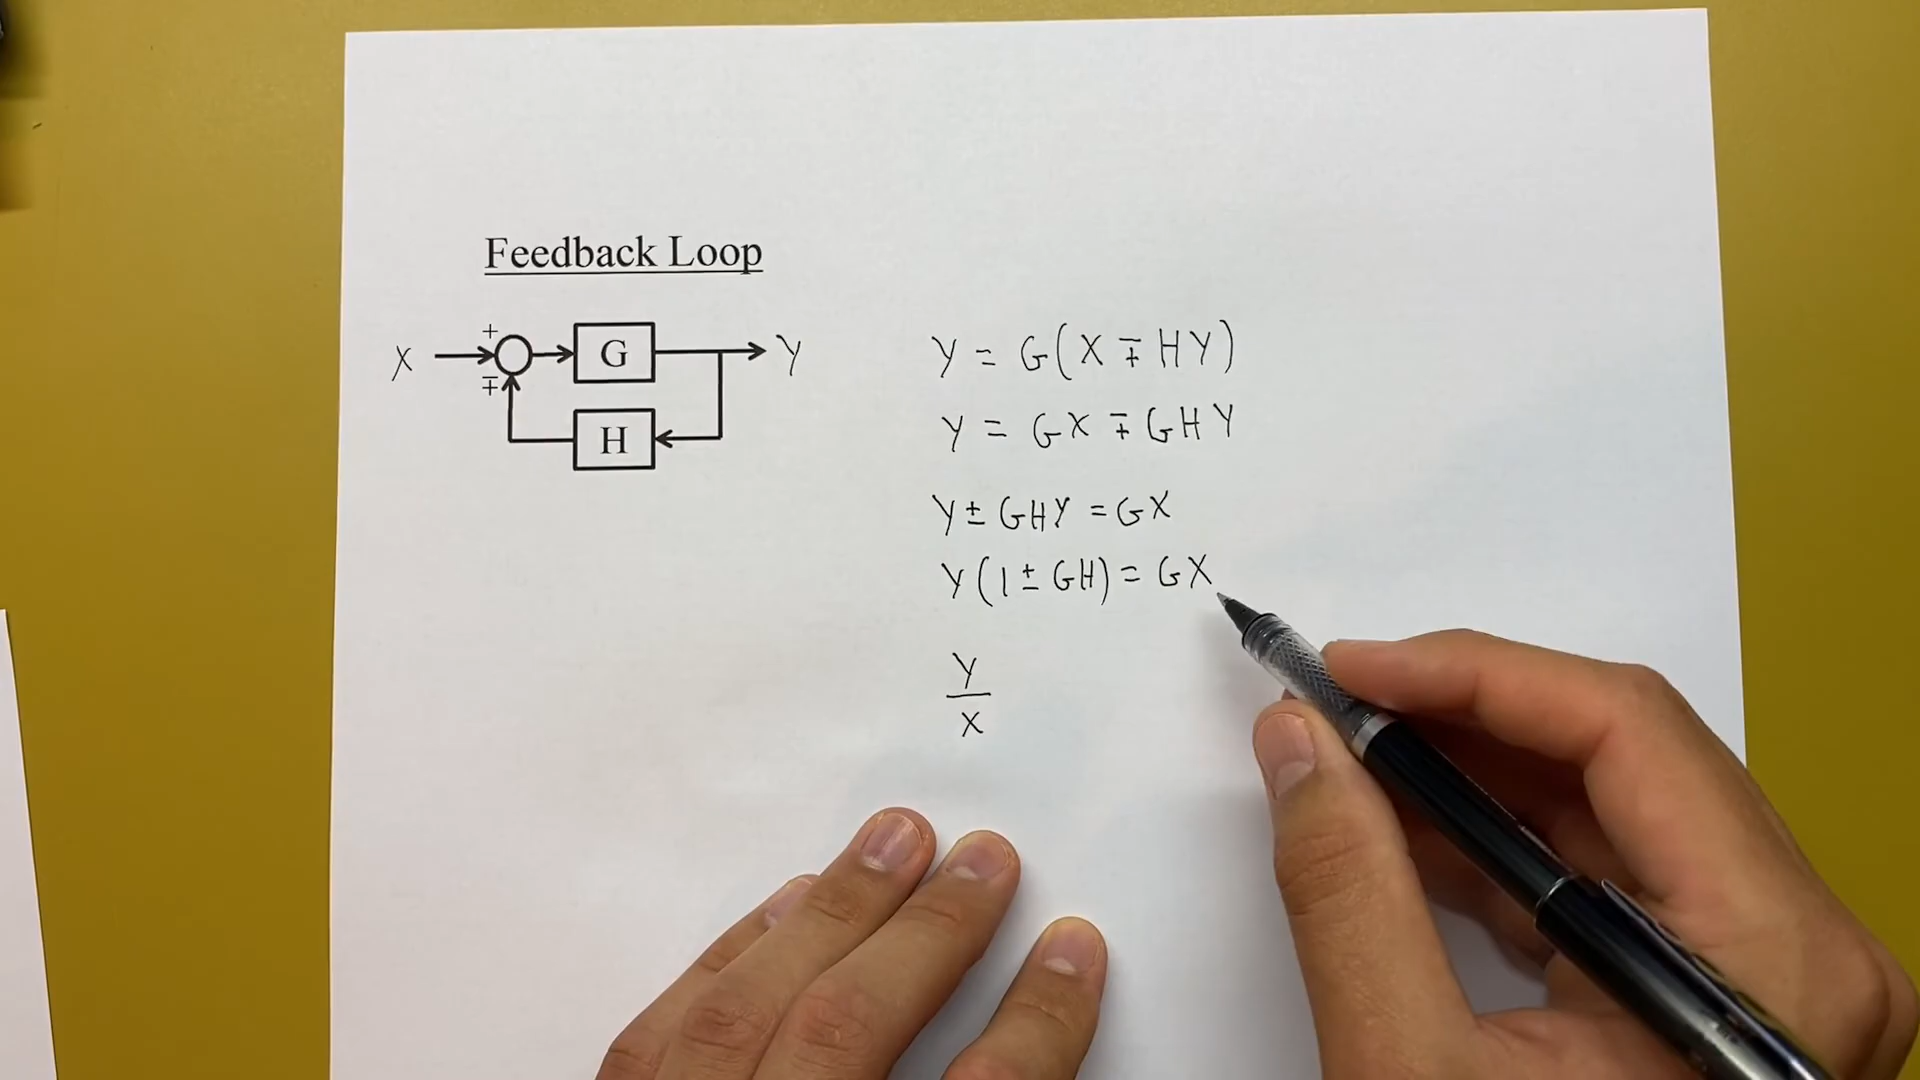 Feedback Loop
+
X
G
Y
∓
H
Y = G(X ∓ HY)
Y = GX ∓ GHY
Y ± GHY = GX
Y(1 ± GH) = GX
Y
X